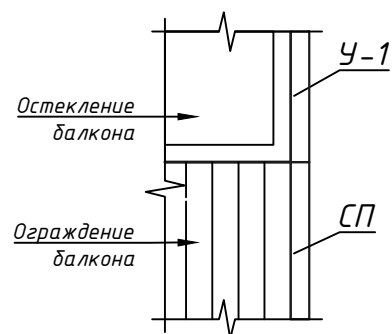 У-1
Остекление
балкона
СП
Ограждение
балкона